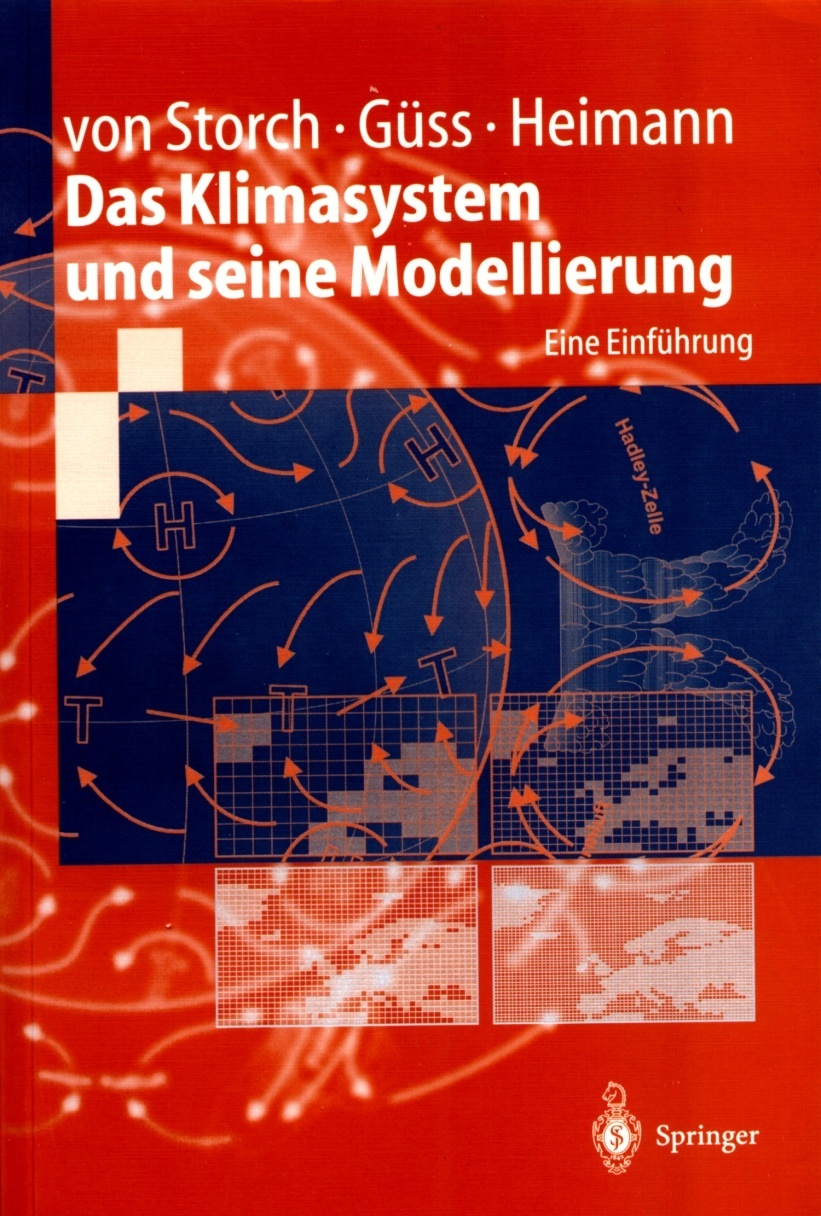 von Storch · Güss · Heimann
Das Klimasystem
und seine Modellierung
Eine Einführung
T
H
H
Hadley-Zelle
T
T
T
Springer